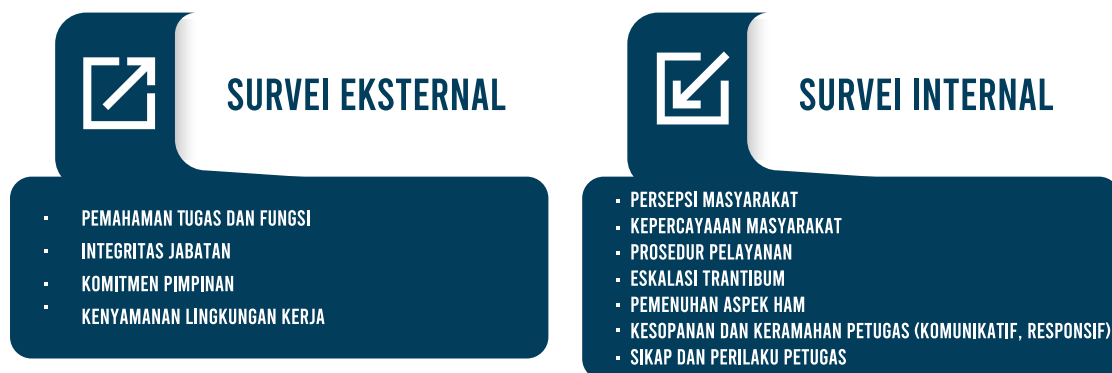 SURVEI EKSTERNAL
PEMAHAMAN TUGAS DAN FUNGSI
INTEGRITAS JABATAN
KOMITMEN PIMPINAN
KENYAMANAN LINGKUNGAN KERJA
SURVEI INTERNAL
PERSEPSI MASYARAKAT
KEPERCAYAAAN MASYARAKAT
PROSEDUR PELAYANAN
ESKALASI TRANTIBUM
PEMENUHAN ASPEK HAM
KESOPANAN DAN KERAMAHAN PETUGAS (KOMUNIKATIF, RESPONSIF)
SIKAP DAN PERILAKU PETUGAS